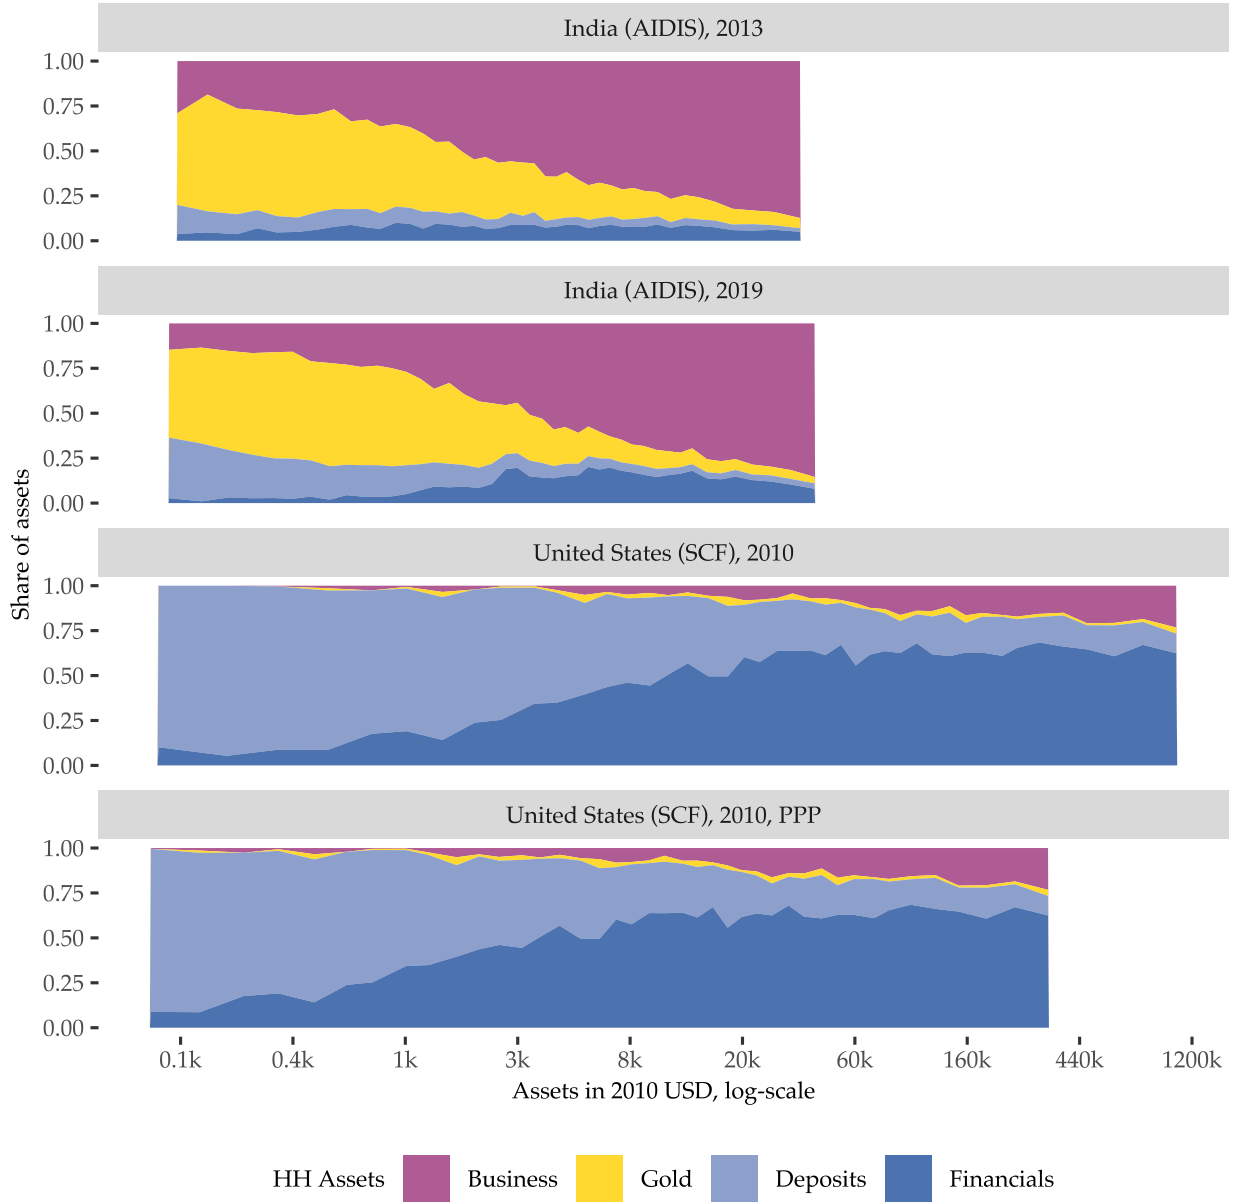 India (AIDIS), 2013
1.00
0.75
0.50
0.25
0.00
India (AIDIS), 2019
1.00
0.75
0.50
0.25
0.00
Share of assets
United States (SCF), 2010
1.00
0.75
0.50
0.25
0.00
United States (SCF), 2010, PPP
1.00
0.75
0.50
0.25
0.00
0.1k 0.4k 1k 3k 8k 20k 60k 160k 440k 1200k
Assets in 2010 USD, log-scale
HH Assets Business Gold Deposits Financials